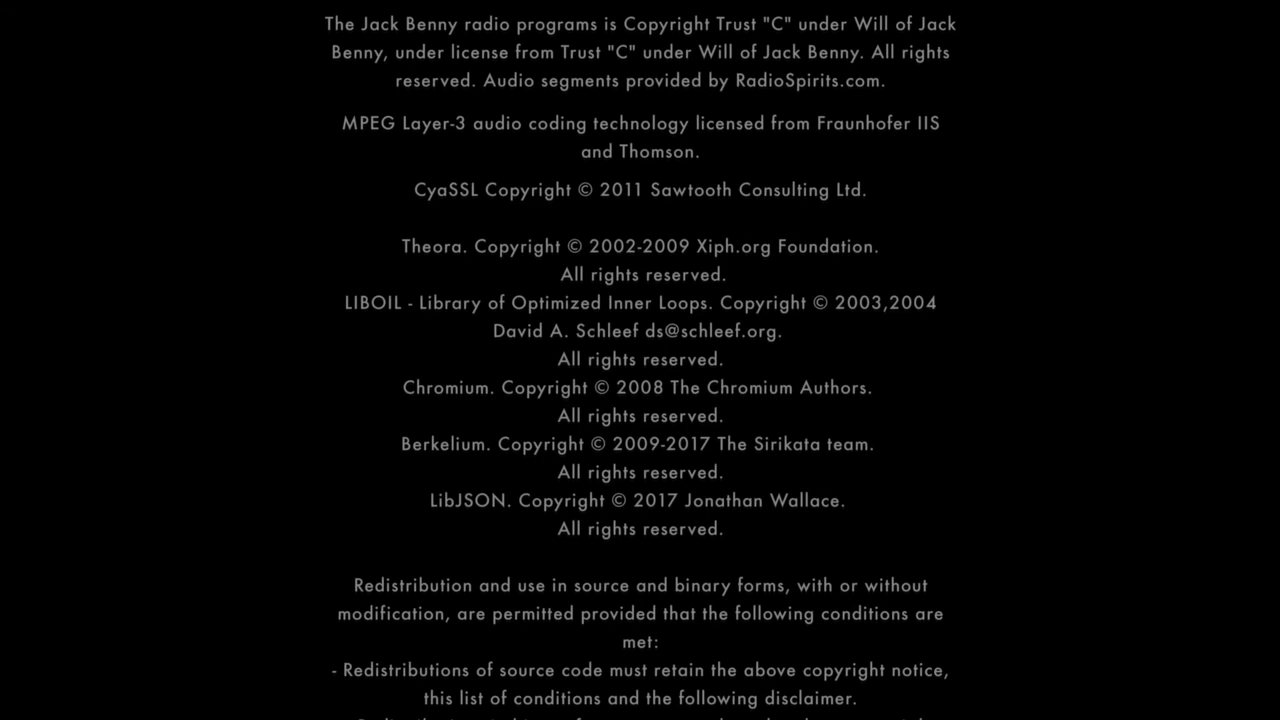 The Jack Benny radio programs is Copyright Trust "C" under Will of Jack
Benny, under license from Trust "C" under Will of Jack Benny. All rights
reserved. Audio segments provided by RadioSpirits.com.
MPEG Layer-3 audio coding technology licensed from Fraunhofer IIS
and Thomson.
CyaSSL Copyright © 2011 Sawtooth Consulting Ltd.
Theora. Copyright © 2002-2009 Xiph.org Foundation.
All rights reserved.
LIBOIL - Library of Optimized Inner Loops. Copyright © 2003,2004
David A. Schleef ds@schleef.org.
All rights reserved.
Chromium. Copyright © 2008 The Chromium Authors.
All rights reserved.
Berkelium. Copyright © 2009-2017 The Sirikata team.
All rights reserved.
LibJSON. Copyright © 2017 Jonathan Wallace.
All rights reserved.
Redistribution and use in source and binary forms, with or without
modification, are permitted provided that the following conditions are
met:
- Redistributions of source code must retain the above copyright notice,
this list of conditions and the following disclaimer.